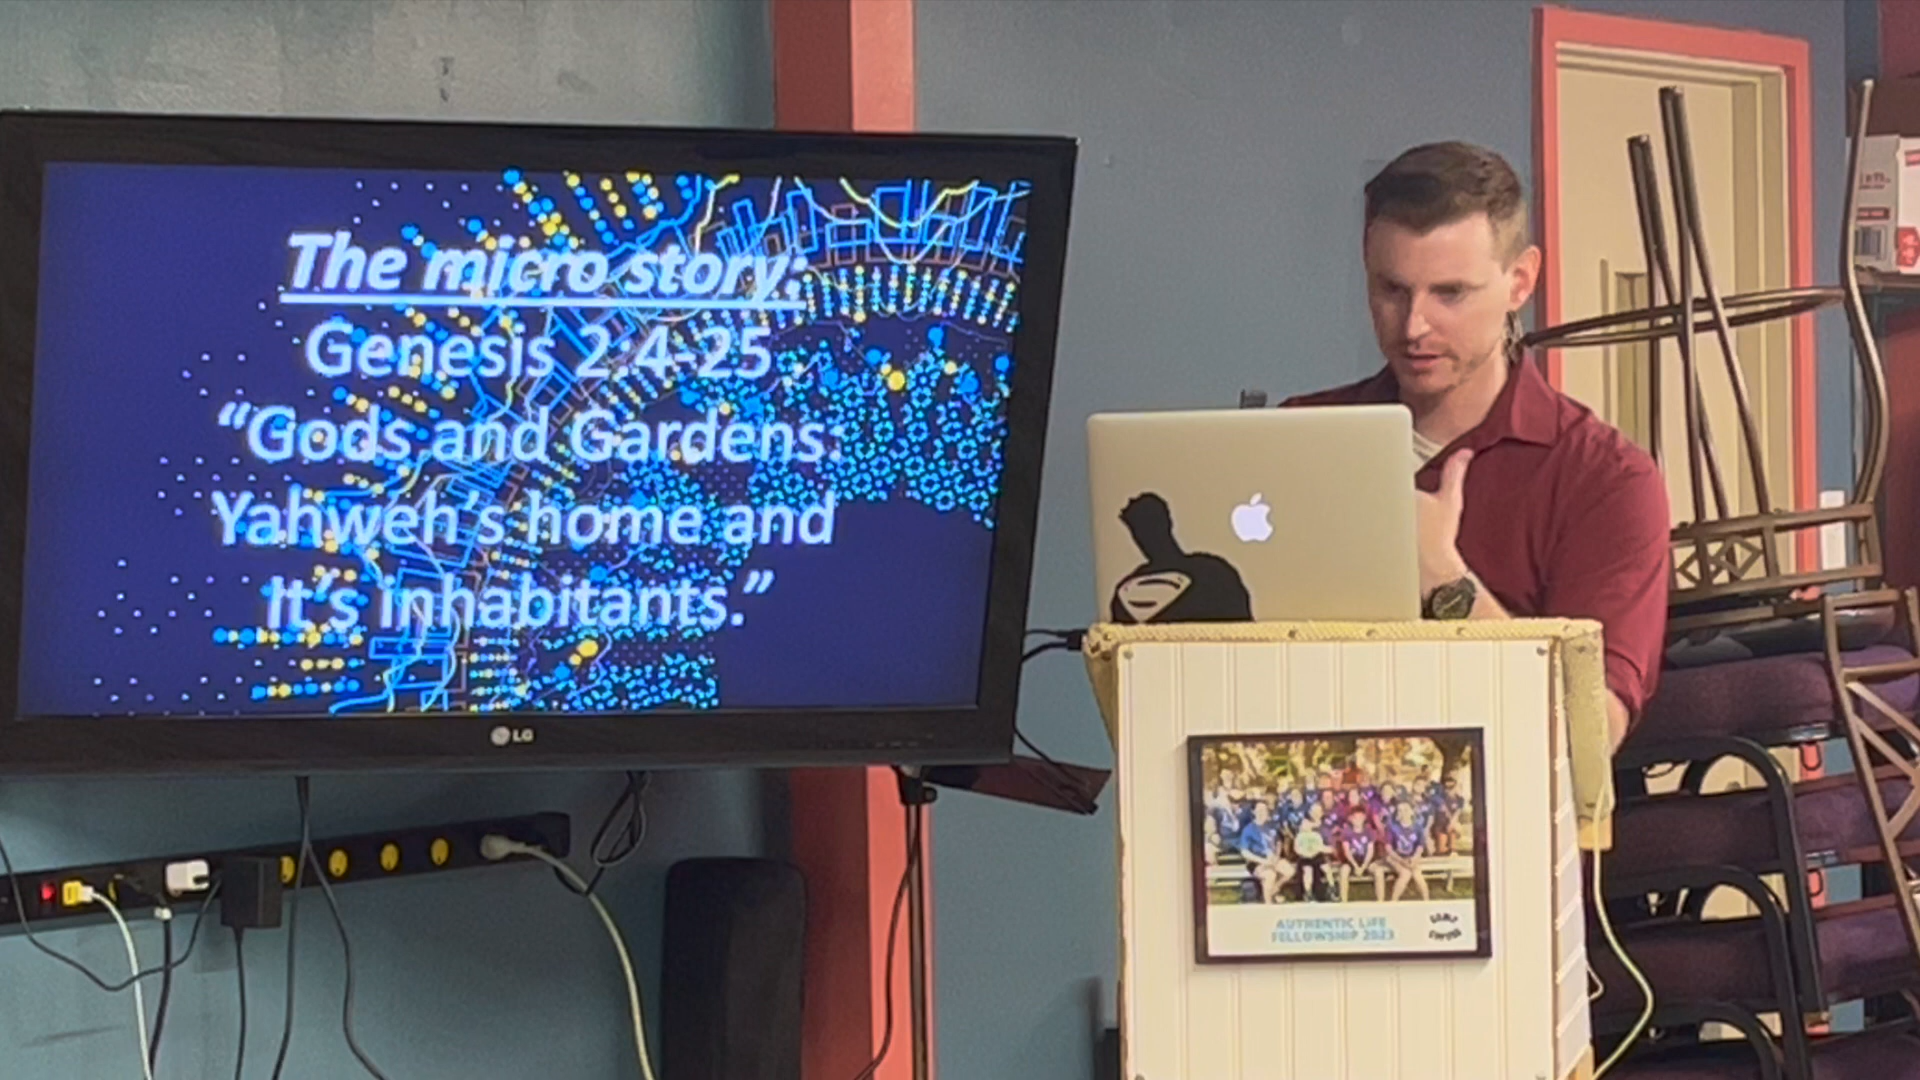 The micro story:
Genesis 2:4-25
“Gods and Gardens:
Yahweh’s home and
It’s inhabitants.”
LG
AUTHENTIC LIFE
FELLOWSHIP 2023